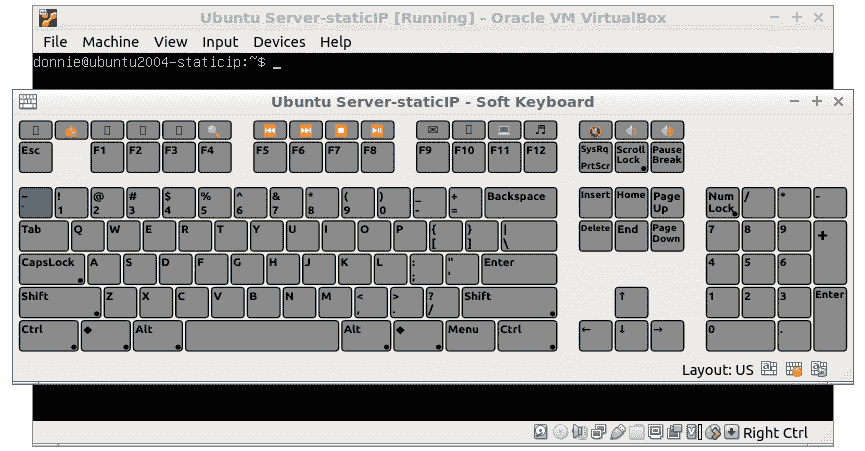 Ubuntu Server-staticIP [Running] - Oracle VM VirtualBox
File Machine View Input Devices Help
donnie@ubuntu2004-staticip:~$ _
Ubuntu Server-staticIP - Soft Keyboard
Esc F1 F2 F3 F4 F5 F6 F7 F8 F9 F10 F11 F12 SysRq PrtScr Scroll Lock Pause Break
~ ! @ # $ % ^ & * ( ) _ + Backspace Insert Home Page Up Num Lock / * -
` 1 2 3 4 5 6 7 8 9 0 - =
Tab Q W E R T Y U I O P { [ } ] | \ Delete End Page Down 7 8 9 +
CapsLock A S D F G H J K L : ; " ' Enter 4 5 6
Shift Z X C V B N M < , > . ? / Shift ↑ 1 2 3 Enter
Ctrl ◆ Alt Alt ◆ Menu Ctrl ← ↓ → 0 .
Layout: US
Right Ctrl